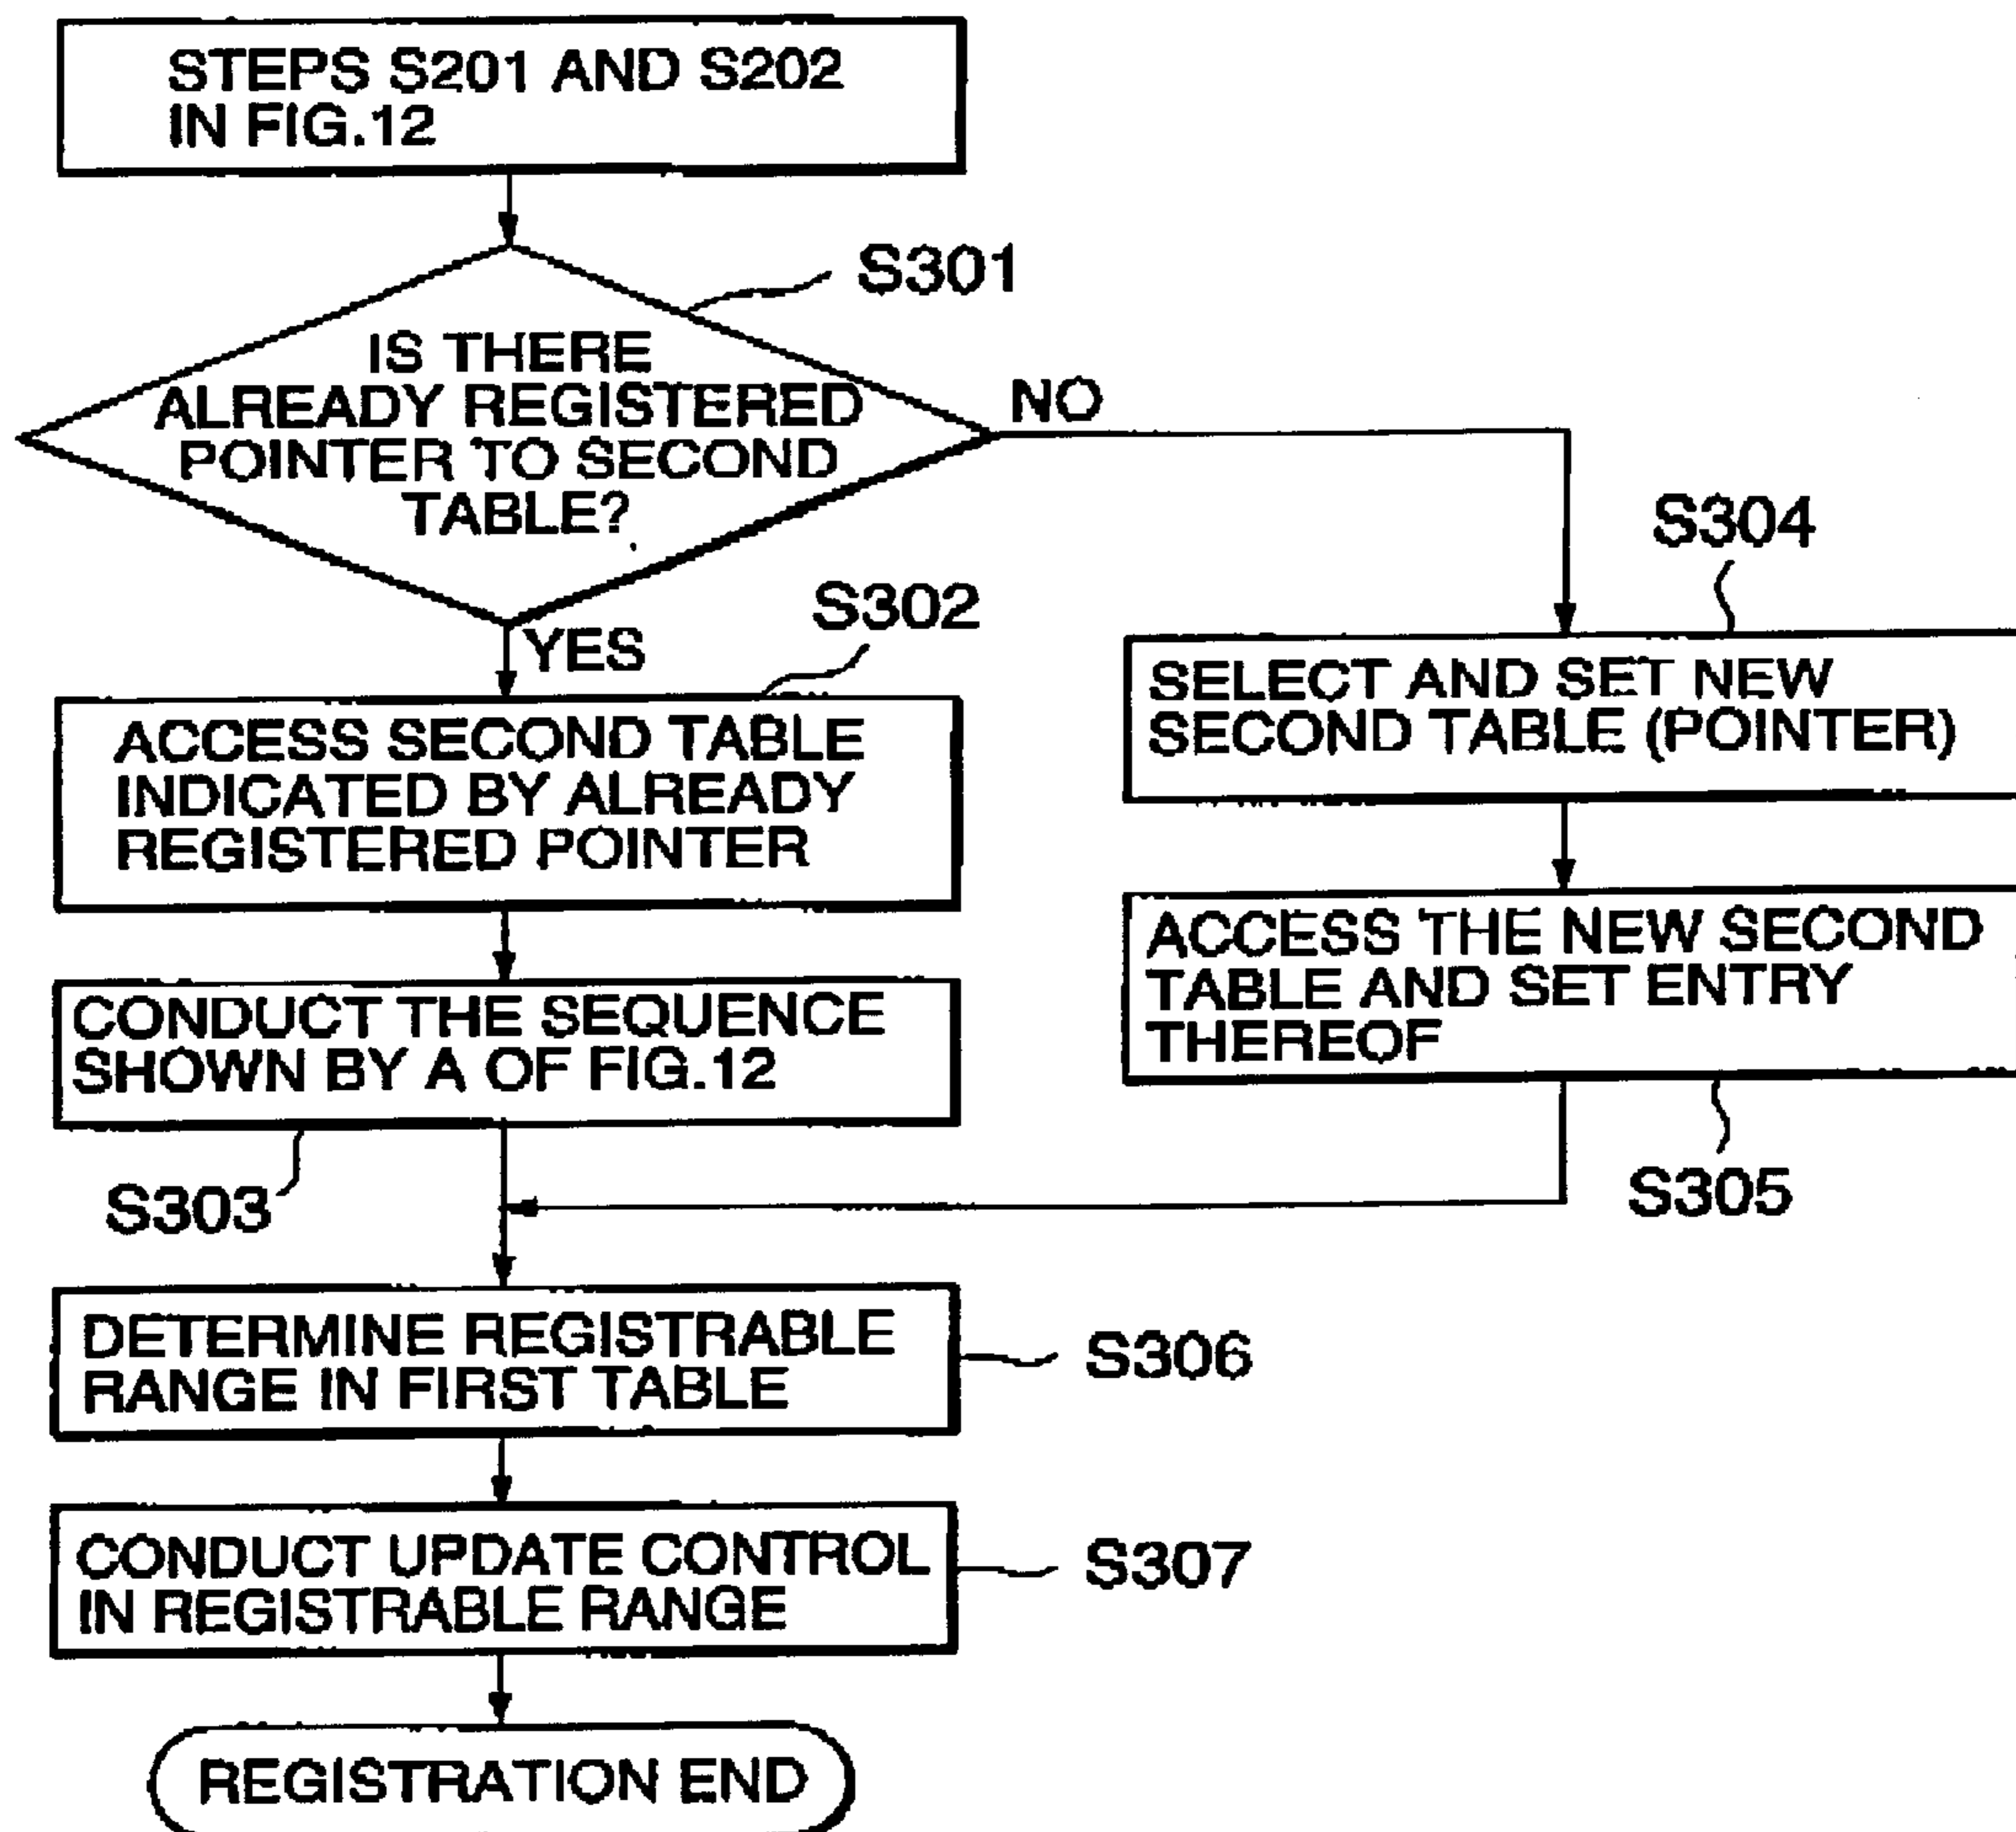 STEPS S201 AND S202
IN FIG.12
S301
IS THERE
ALREADY REGISTERED
POINTER TO SECOND
TABLE?
NO
YES
S302
ACCESS SECOND TABLE
INDICATED BY ALREADY
REGISTERED POINTER
CONDUCT THE SEQUENCE
SHOWN BY A OF FIG.12
S303
S304
SELECT AND SET NEW
SECOND TABLE (POINTER)
ACCESS THE NEW SECOND
TABLE AND SET ENTRY
THEREOF
S305
DETERMINE REGISTRABLE
RANGE IN FIRST TABLE
S306
CONDUCT UPDATE CONTROL
IN REGISTRABLE RANGE
S307
REGISTRATION END